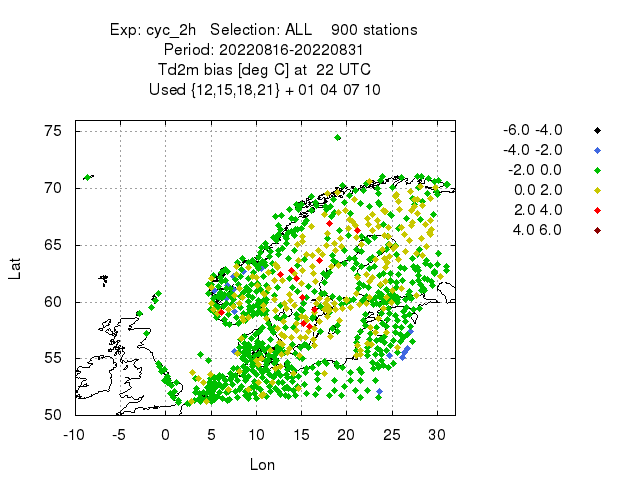 Exp: cyc_2h Selection: ALL 900 stations
Period: 20220816-20220831
Td2m bias [deg C] at 22 UTC
Used {12,15,18,21} + 01 04 07 10
75
70
65
60
55
50
Lat
-10 -5 0 5 10 15 20 25 30
Lon
-6.0 -4.0
-4.0 -2.0
-2.0 0.0
0.0 2.0
2.0 4.0
4.0 6.0